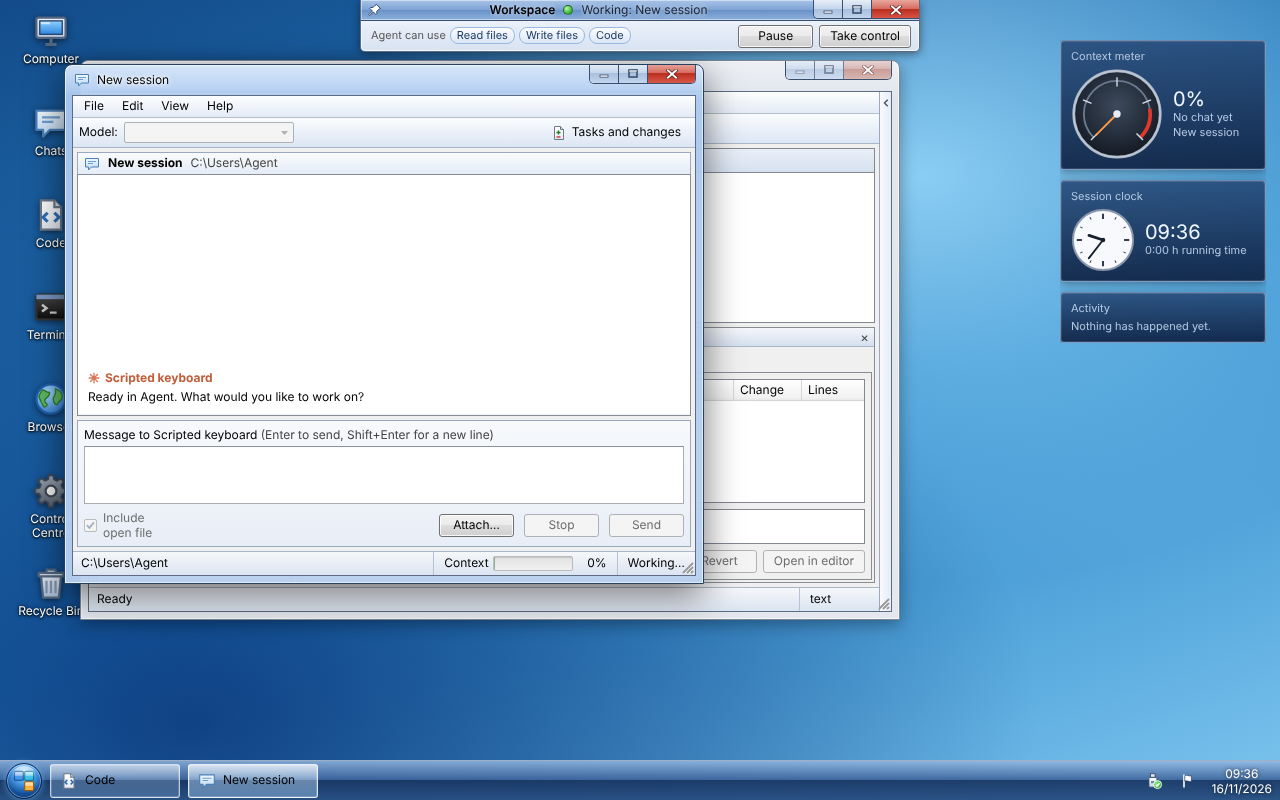 Workspace Working: New session
Agent can use Read files Write files Code Pause Take control
Computer
Chats
Code
Recycle Bin
New session
File Edit View Help
Model: Tasks and changes
New session C:\Users\Agent
Scripted keyboard
Ready in Agent. What would you like to work on?
Message to Scripted keyboard (Enter to send, Shift+Enter for a new line)
Include
open file
Attach... Stop Send
C:\Users\Agent Context 0% Working...
Change Lines
Revert Open in editor
Ready text
Context meter
0%
No chat yet
New session
Session clock
09:36
0:00 h running time
Activity
Nothing has happened yet.
Code New session
09:36
16/11/2026